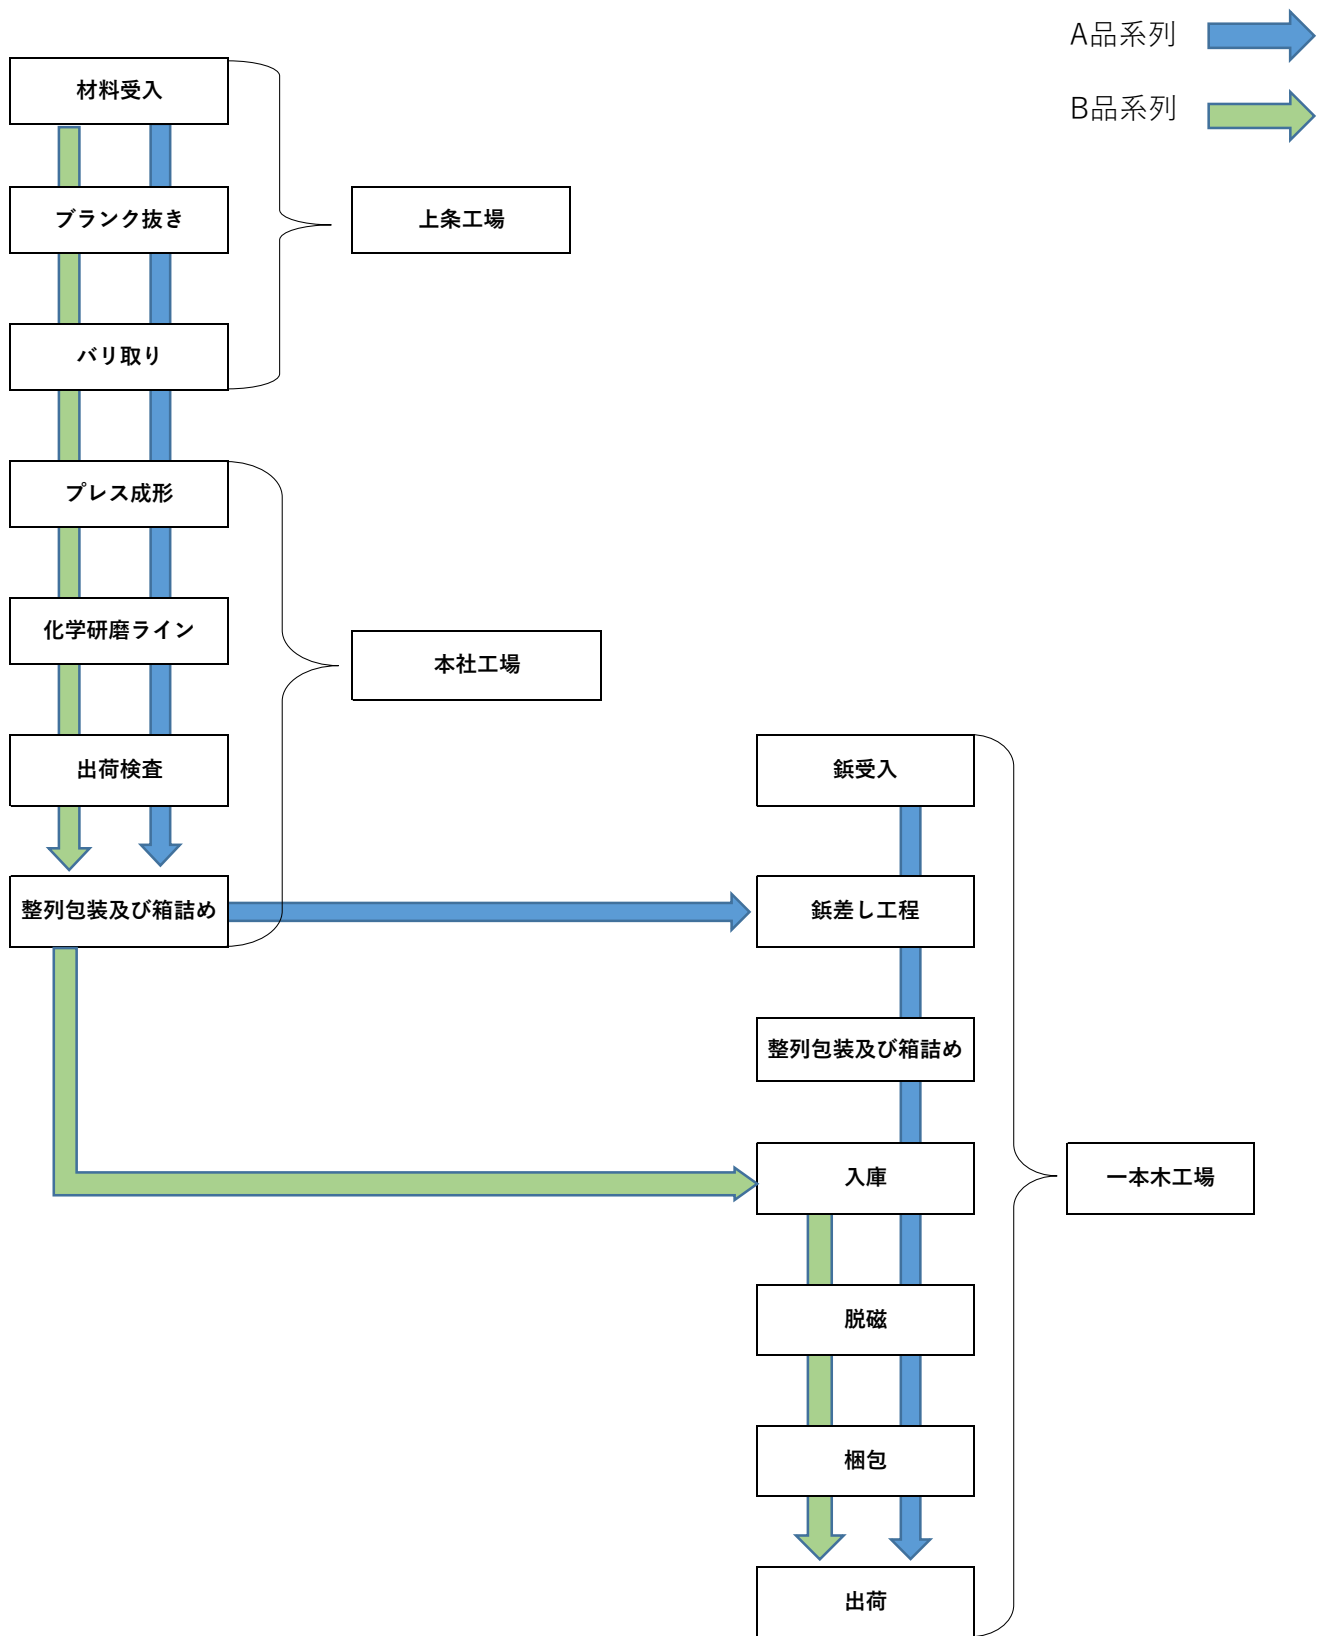 A品系列
B品系列
材料受入
ブランク抜き
上条工場
バリ取り
プレス成形
化学研磨ライン
本社工場
出荷検査
鋲受入
整列包装及び箱詰め
鋲差し工程
整列包装及び箱詰め
入庫
一本木工場
脱磁
梱包
出荷